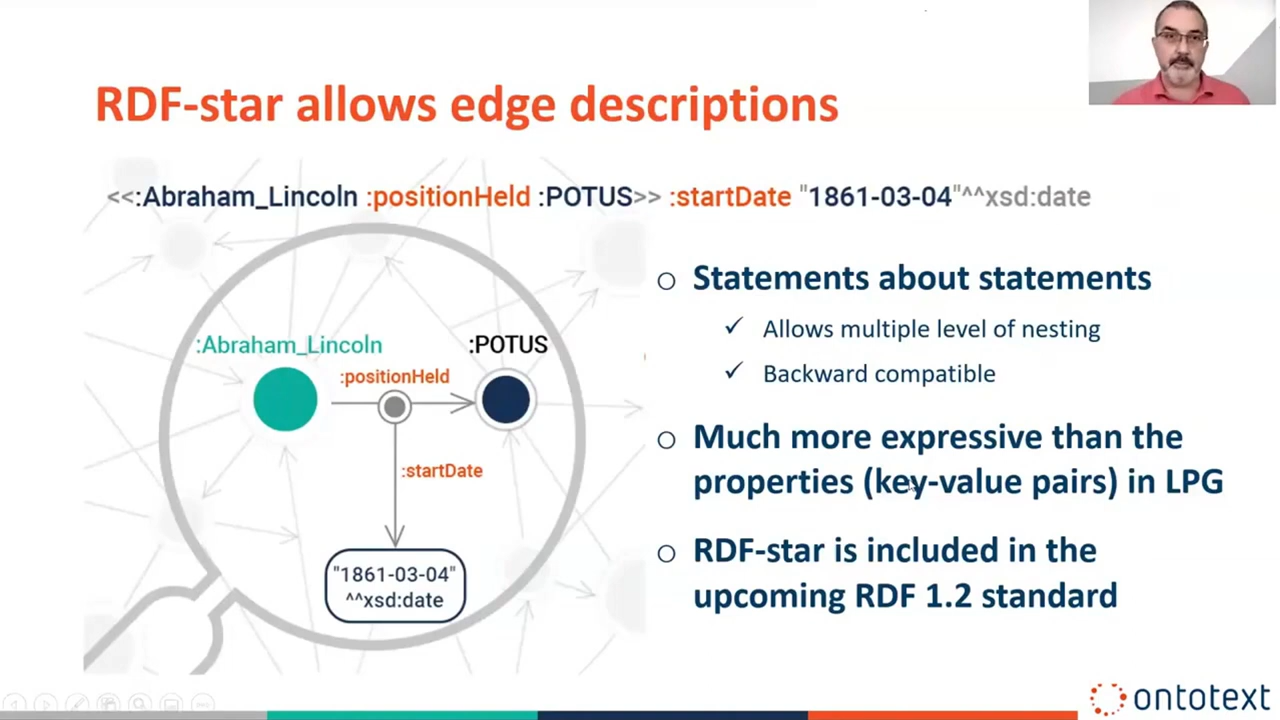 RDF-star allows edge descriptions
<<:Abraham_Lincoln :positionHeld :POTUS>> :startDate "1861-03-04"^^xsd:date
:Abraham_Lincoln
:POTUS
:positionHeld
:startDate
"1861-03-04"
^^xsd:date
Statements about statements
Allows multiple level of nesting
Backward compatible
Much more expressive than the
properties (key-value pairs) in LPG
RDF-star is included in the
upcoming RDF 1.2 standard
ontotext